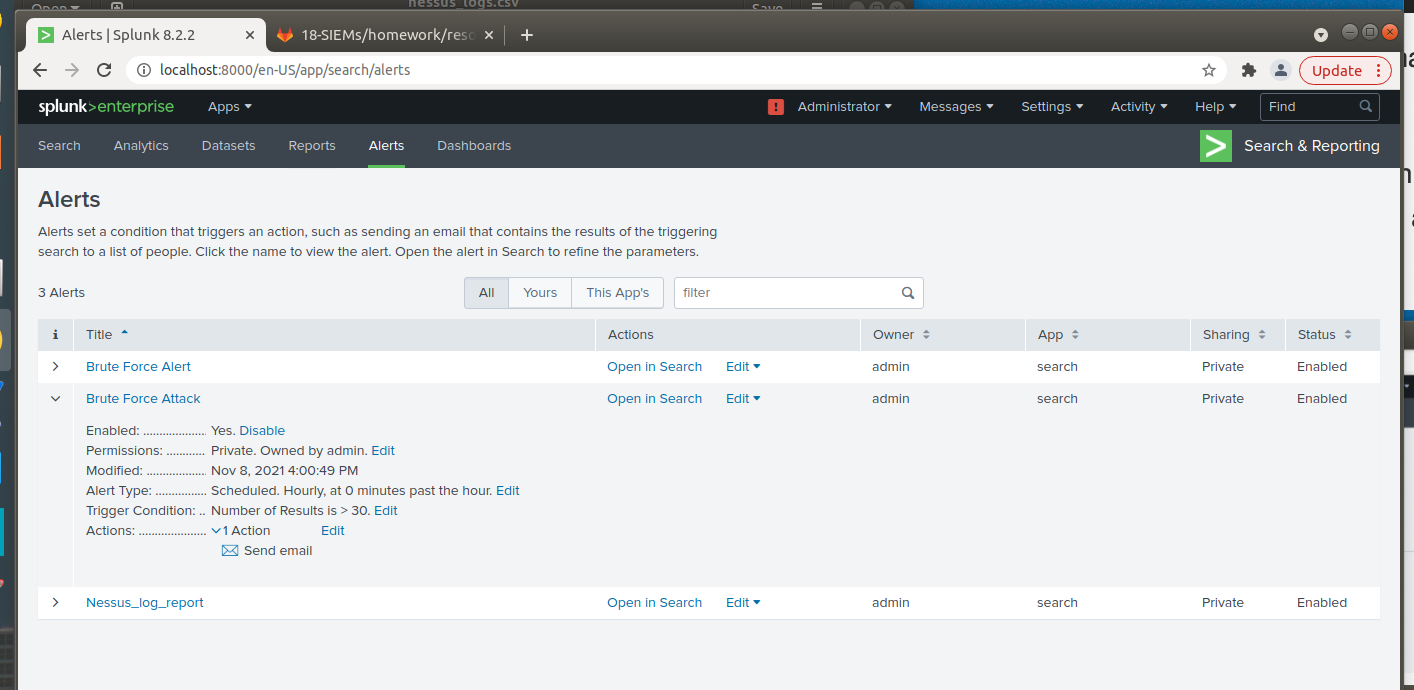 Open
nessus_logs.csv
Save
Alerts | Splunk 8.2.2
18-SIEMs/homework/reso
localhost:8000/en-US/app/search/alerts
Update
splunk>enterprise Apps
! Administrator Messages Settings Activity Help Find
Search Analytics Datasets Reports Alerts Dashboards
> Search & Reporting
Alerts
Alerts set a condition that triggers an action, such as sending an email that contains the results of the triggering
search to a list of people. Click the name to view the alert. Open the alert in Search to refine the parameters.
3 Alerts All Yours This App's filter
i Title Actions Owner App Sharing Status
Brute Force Alert Open in Search Edit admin search Private Enabled
Brute Force Attack Open in Search Edit admin search Private Enabled
Enabled: .................... Yes. Disable
Permissions: ............ Private. Owned by admin. Edit
Modified: ................... Nov 8, 2021 4:00:49 PM
Alert Type: ................ Scheduled. Hourly, at 0 minutes past the hour. Edit
Trigger Condition: .. Number of Results is > 30. Edit
Actions: ...................... 1 Action Edit
Send email
Nessus_log_report Open in Search Edit admin search Private Enabled